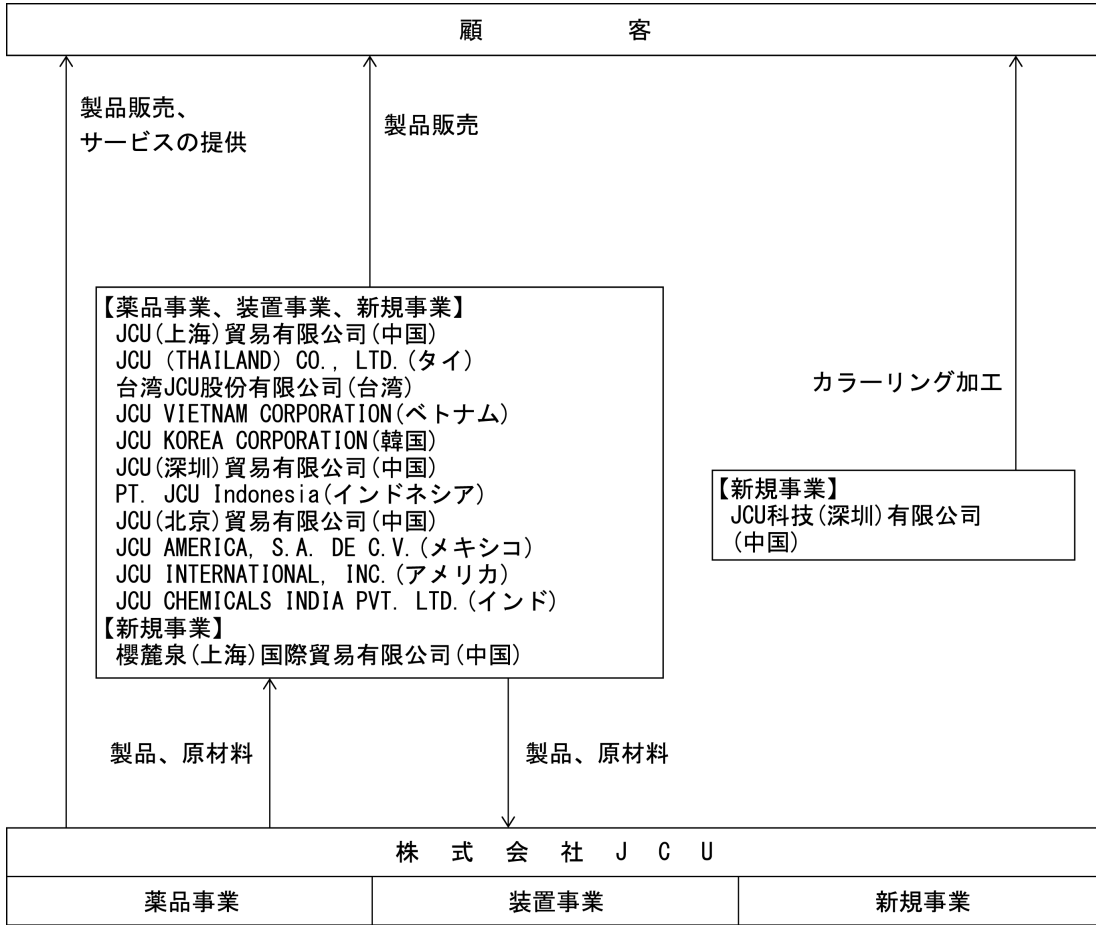 顧客
製品販売、
サービスの提供
製品販売
【薬品事業、装置事業、新規事業】
JCU(上海)貿易有限公司(中国)
JCU (THAILAND) CO., LTD.(タイ)
台湾JCU股份有限公司(台湾)
JCU VIETNAM CORPORATION(ベトナム)
JCU KOREA CORPORATION(韓国)
JCU(深圳)貿易有限公司(中国)
PT. JCU Indonesia(インドネシア)
JCU(北京)貿易有限公司(中国)
JCU AMERICA, S.A. DE C.V.(メキシコ)
JCU INTERNATIONAL, INC.(アメリカ)
JCU CHEMICALS INDIA PVT. LTD.(インド)
【新規事業】
櫻麓泉(上海)国際貿易有限公司(中国)
カラーリング加工
【新規事業】
JCU科技(深圳)有限公司
(中国)
製品、原材料
製品、原材料
株式会社JCU
薬品事業
装置事業
新規事業